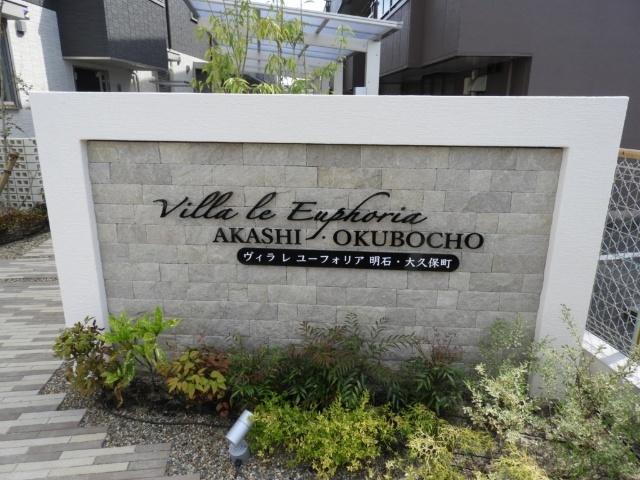 Villa le Euphoria
AKASHI・OKUBOCHO
ヴィラ レ ユーフォリア 明石・大久保町